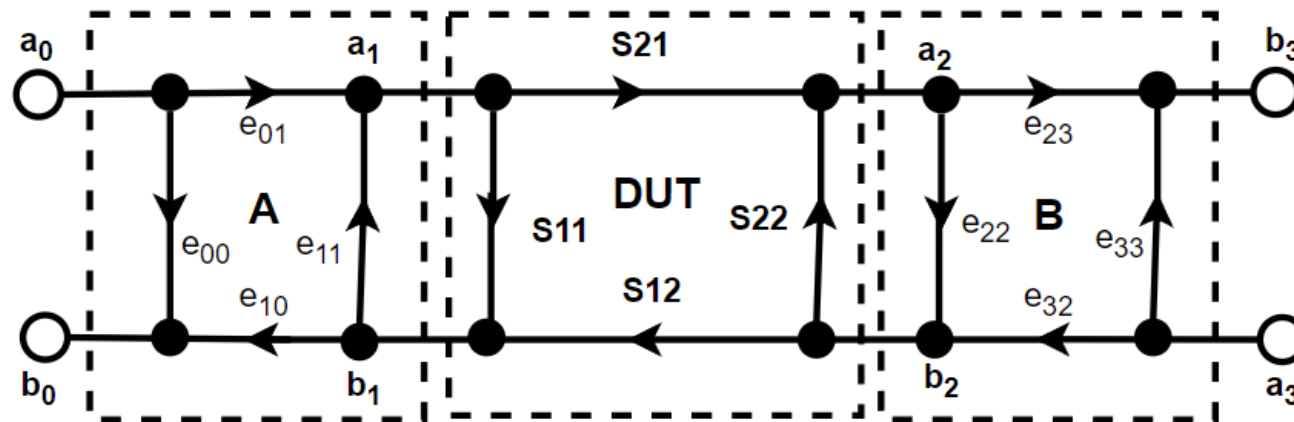 a0 a1 S21 a2 b3
e01 e23
A DUT B
e00 e11 S11 S22 e22 e33
e10 S12 e32
b0 b1 b2 a3